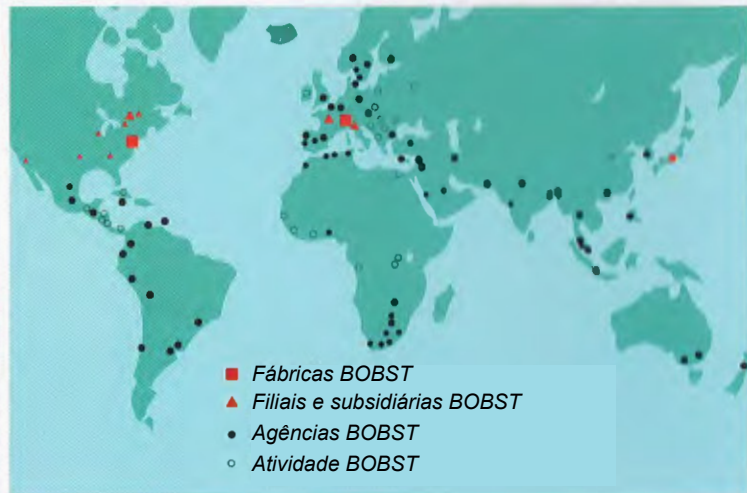 Fábricas BOBST
Filiais e subsidiárias BOBST
Agências BOBST
Atividade BOBST